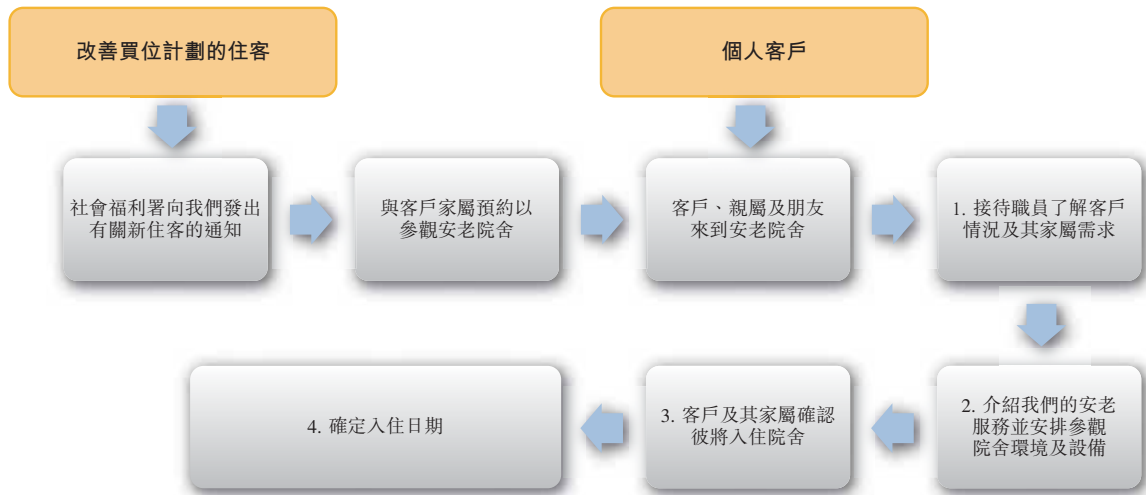 改善買位計劃的住客
個人客戶
社會福利署向我們發出
有關新住客的通知
與客戶家屬預約以
參觀安老院舍
客戶、親屬及朋友
來到安老院舍
1. 接待職員了解客戶
情況及其家屬需求
2. 介紹我們的安老
服務並安排參觀
院舍環境及設備
3. 客戶及其家屬確認
彼將入住院舍
4. 確定入住日期